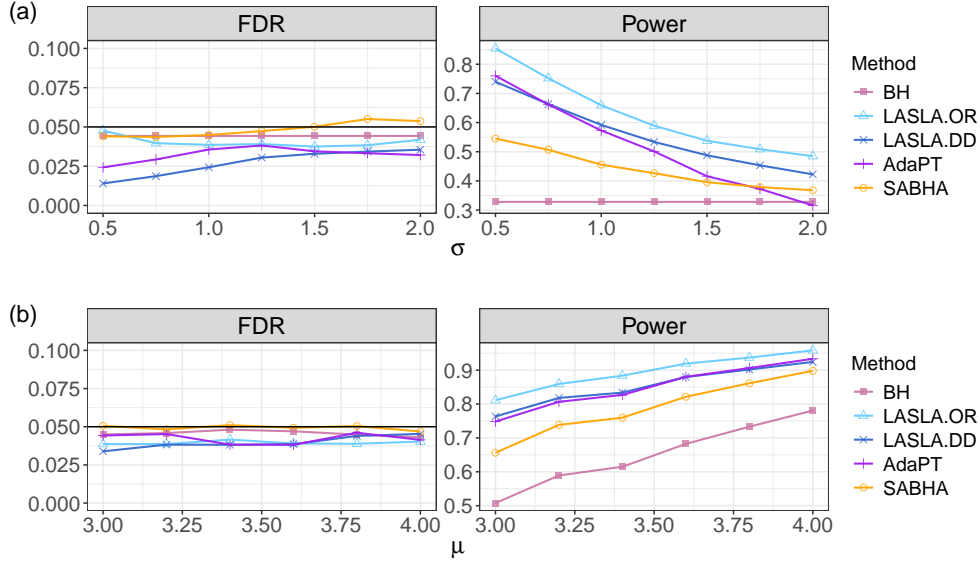 (a)
FDR
Power
0.100
0.075
0.050
0.025
0.000
0.8
0.7
0.6
0.5
0.4
0.3
0.5 1.0 1.5 2.0
0.5 1.0 1.5 2.0
σ
Method
BH
LASLA.OR
LASLA.DD
AdaPT
SABHA
(b)
FDR
Power
0.100
0.075
0.050
0.025
0.000
0.9
0.8
0.7
0.6
0.5
3.00 3.25 3.50 3.75 4.00
3.00 3.25 3.50 3.75 4.00
μ
Method
BH
LASLA.OR
LASLA.DD
AdaPT
SABHA